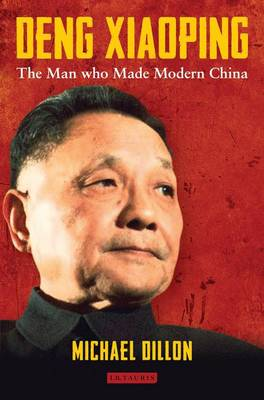 DENG XIAOPING
The Man who Made Modern China
MICHAEL DILLON
I.B.TAURIS